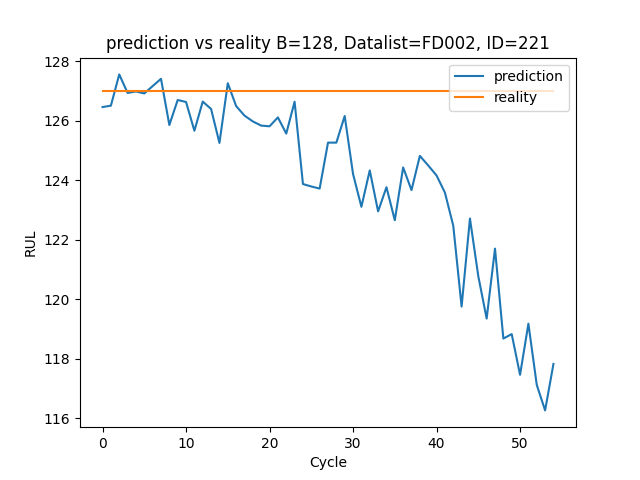 prediction vs reality B=128, Datalist=FD002, ID=221
prediction
reality
128
126
124
122
120
118
116
RUL
0 10 20 30 40 50
Cycle